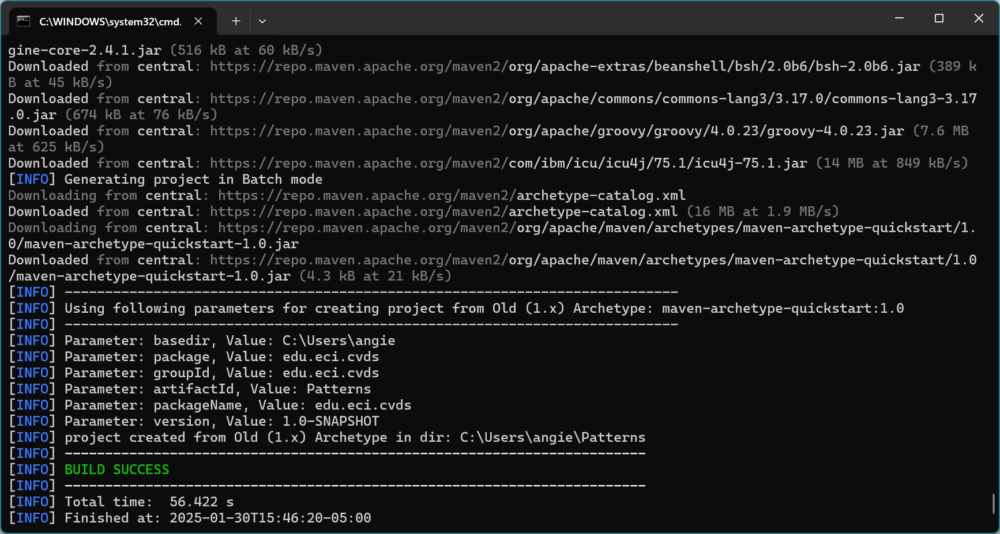 C:\WINDOWS\system32\cmd.
gine-core-2.4.1.jar (516 kB at 60 kB/s)
Downloaded from central: https://repo.maven.apache.org/maven2/org/apache-extras/beanshell/bsh/2.0b6/bsh-2.0b6.jar (389 k
B at 45 kB/s)
Downloaded from central: https://repo.maven.apache.org/maven2/org/apache/commons/commons-lang3/3.17.0/commons-lang3-3.17
.0.jar (674 kB at 76 kB/s)
Downloaded from central: https://repo.maven.apache.org/maven2/org/apache/groovy/groovy/4.0.23/groovy-4.0.23.jar (7.6 MB
at 625 kB/s)
Downloaded from central: https://repo.maven.apache.org/maven2/com/ibm/icu/icu4j/75.1/icu4j-75.1.jar (14 MB at 849 kB/s)
[INFO] Generating project in Batch mode
Downloading from central: https://repo.maven.apache.org/maven2/archetype-catalog.xml
Downloaded from central: https://repo.maven.apache.org/maven2/archetype-catalog.xml (16 MB at 1.9 MB/s)
Downloading from central: https://repo.maven.apache.org/maven2/org/apache/maven/archetypes/maven-archetype-quickstart/1.
0/maven-archetype-quickstart-1.0.jar
Downloaded from central: https://repo.maven.apache.org/maven2/org/apache/maven/archetypes/maven-archetype-quickstart/1.0
/maven-archetype-quickstart-1.0.jar (4.3 kB at 21 kB/s)
[INFO] ----------------------------------------------------------------------------
[INFO] Using following parameters for creating project from Old (1.x) Archetype: maven-archetype-quickstart:1.0
[INFO] ----------------------------------------------------------------------------
[INFO] Parameter: basedir, Value: C:\Users\angie
[INFO] Parameter: package, Value: edu.eci.cvds
[INFO] Parameter: groupId, Value: edu.eci.cvds
[INFO] Parameter: artifactId, Value: Patterns
[INFO] Parameter: packageName, Value: edu.eci.cvds
[INFO] Parameter: version, Value: 1.0-SNAPSHOT
[INFO] project created from Old (1.x) Archetype in dir: C:\Users\angie\Patterns
[INFO] ------------------------------------------------------------------------
[INFO] BUILD SUCCESS
[INFO] ------------------------------------------------------------------------
[INFO] Total time:  56.422 s
[INFO] Finished at: 2025-01-30T15:46:20-05:00